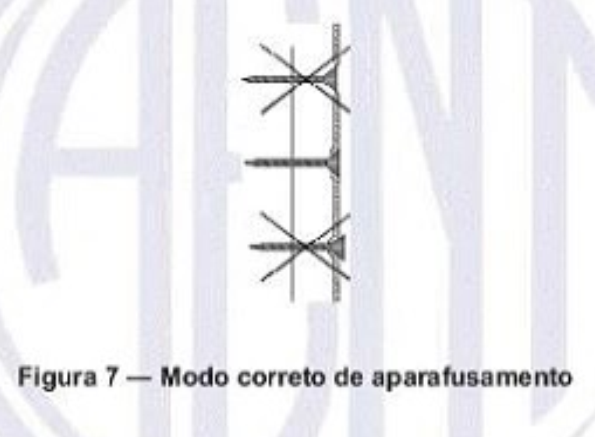 Figura 7 — Modo correto de aparafusamento